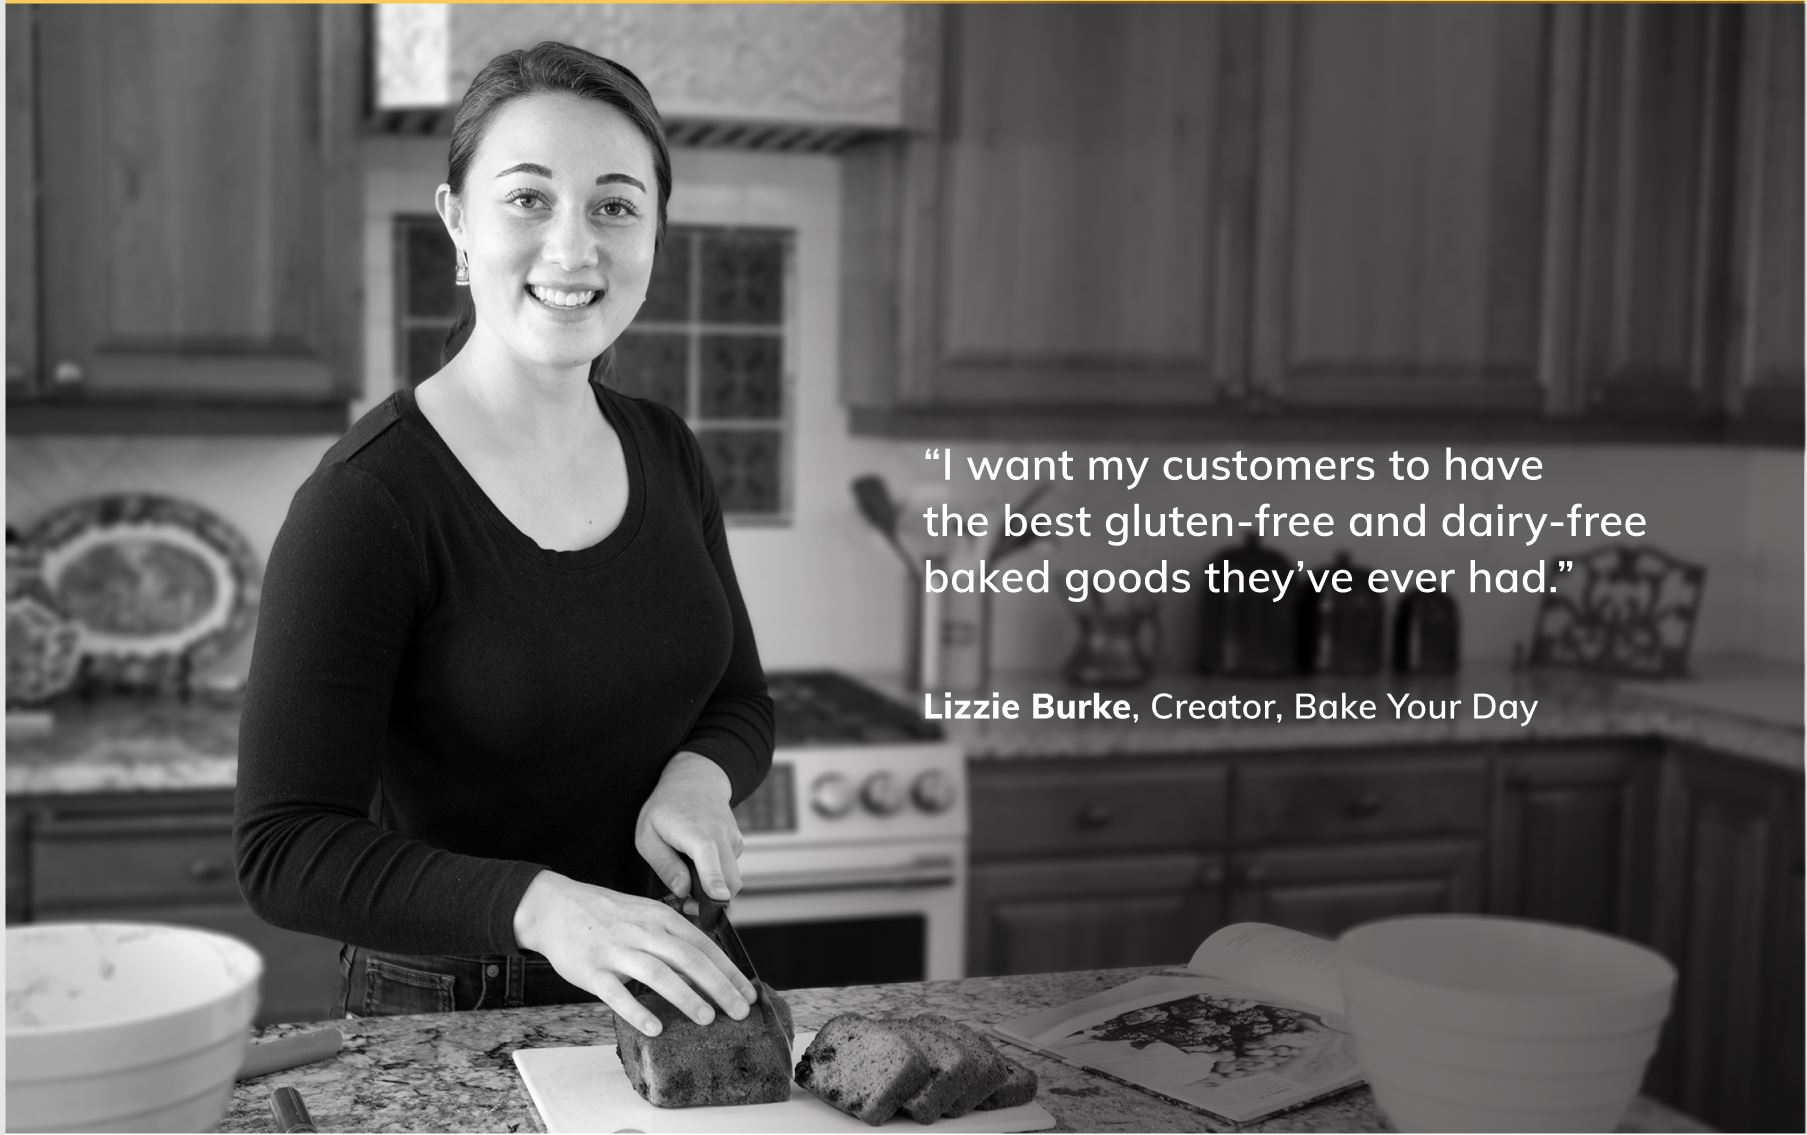 “I want my customers to have
the best gluten-free and dairy-free
baked goods they’ve ever had.”
Lizzie Burke, Creator, Bake Your Day